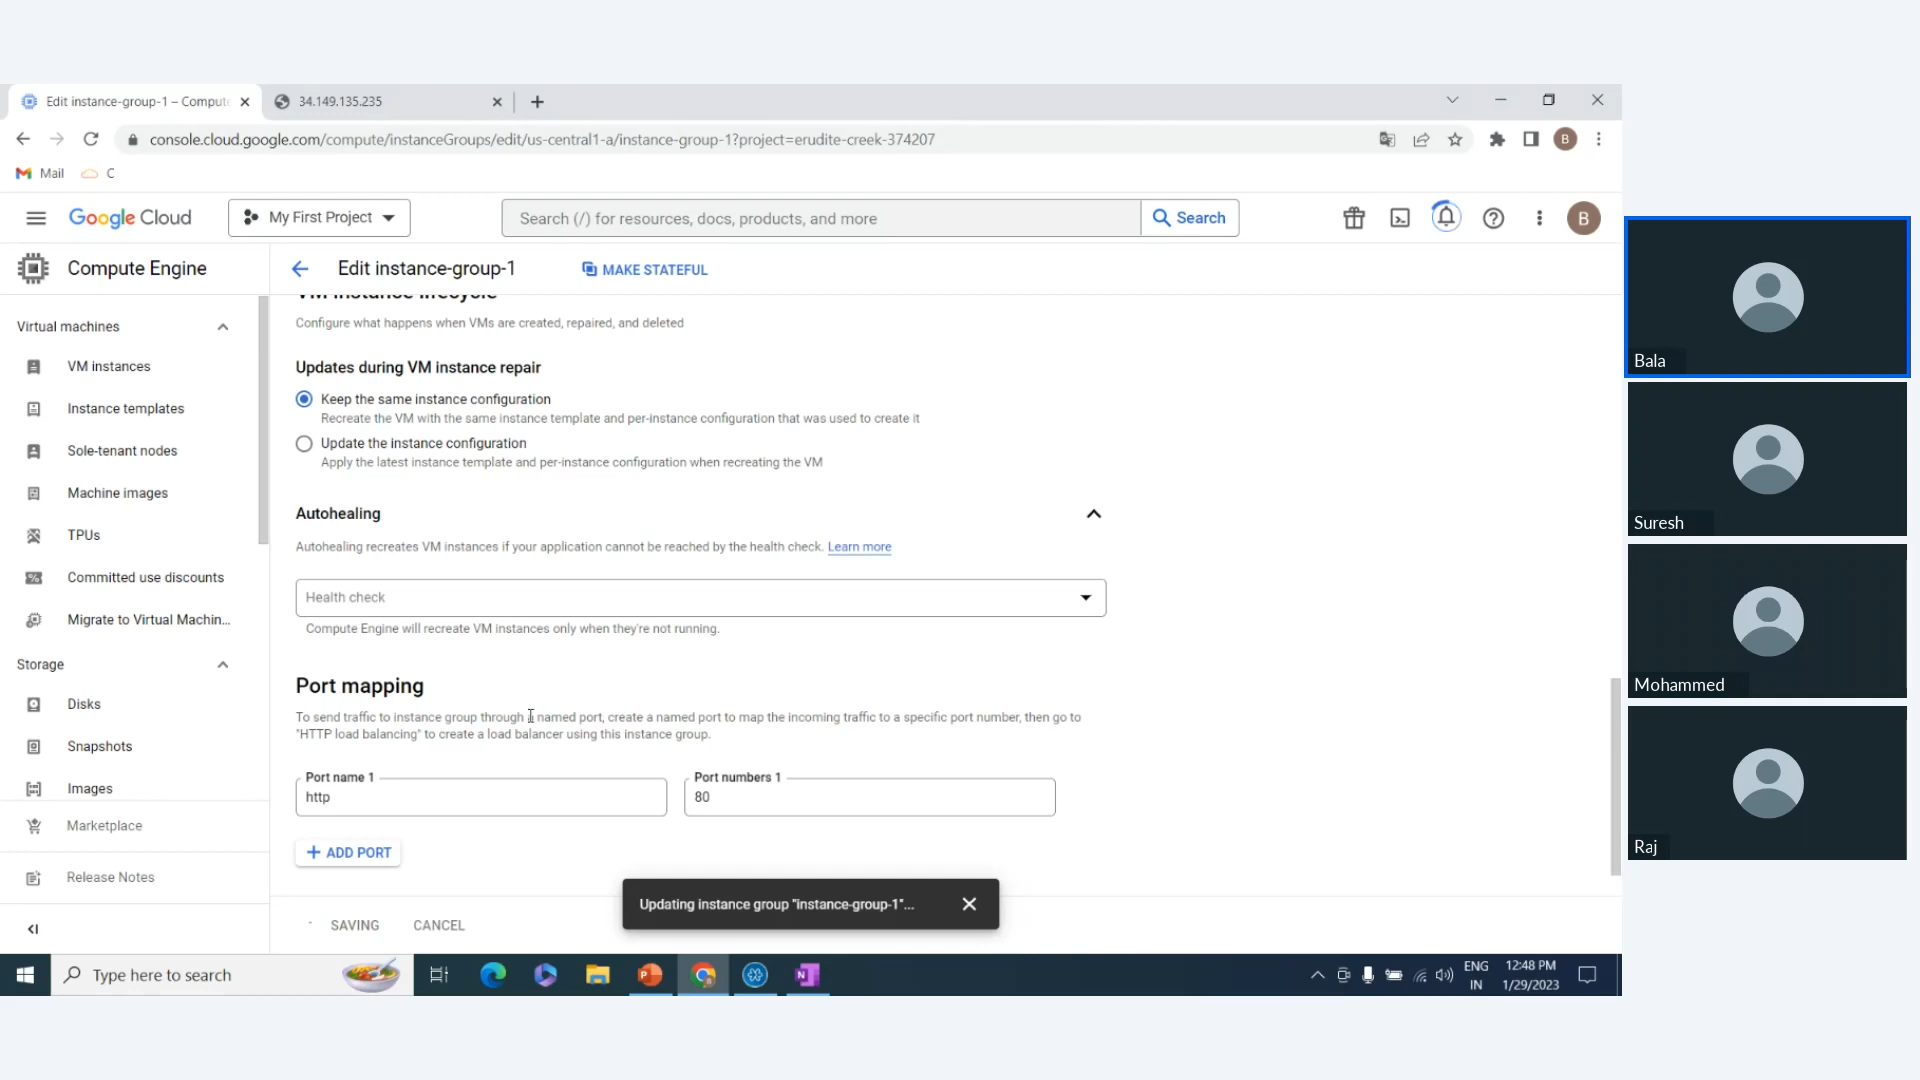 Edit instance-group-1 – Compute
34.149.135.235
console.cloud.google.com/compute/instanceGroups/edit/us-central1-a/instance-group-1?project=erudite-creek-374207
B
Mail
C
Google Cloud
My First Project
Search (/) for resources, docs, products, and more
Search
B
Compute Engine
Edit instance-group-1
MAKE STATEFUL
Virtual machines
VM instances
Instance templates
Sole-tenant nodes
Machine images
TPUs
Committed use discounts
Migrate to Virtual Machin...
Storage
Disks
Snapshots
Images
Marketplace
Release Notes
VM instance lifecycle
Configure what happens when VMs are created, repaired, and deleted
Updates during VM instance repair
Keep the same instance configuration
Recreate the VM with the same instance template and per-instance configuration that was used to create it
Update the instance configuration
Apply the latest instance template and per-instance configuration when recreating the VM
Autohealing
Autohealing recreates VM instances if your application cannot be reached by the health check. Learn more
Health check
Compute Engine will recreate VM instances only when they're not running.
Port mapping
To send traffic to instance group through a named port, create a named port to map the incoming traffic to a specific port number, then go to
"HTTP load balancing" to create a load balancer using this instance group.
Port name 1
http
Port numbers 1
80
ADD PORT
Updating instance group "instance-group-1"...
SAVING
CANCEL
Type here to search
ENG
IN
12:48 PM
1/29/2023
Bala
Suresh
Mohammed
Raj